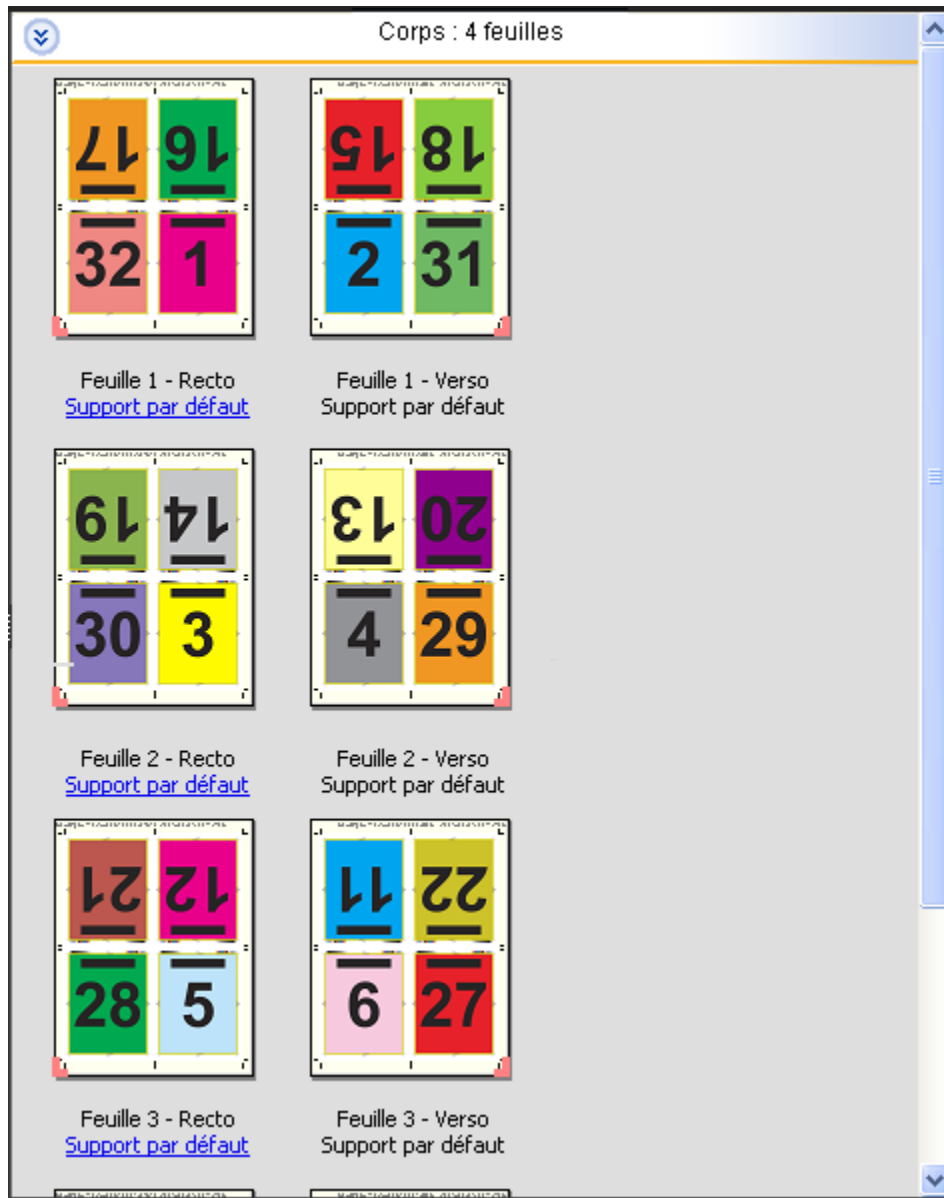 Corps : 4 feuilles
17 16
32 1
15 18
2 31
Feuille 1 - Recto
Support par défaut
Feuille 1 - Verso
Support par défaut
19 14
30 3
13 20
4 29
Feuille 2 - Recto
Support par défaut
Feuille 2 - Verso
Support par défaut
21 12
28 5
11 22
6 27
Feuille 3 - Recto
Support par défaut
Feuille 3 - Verso
Support par défaut